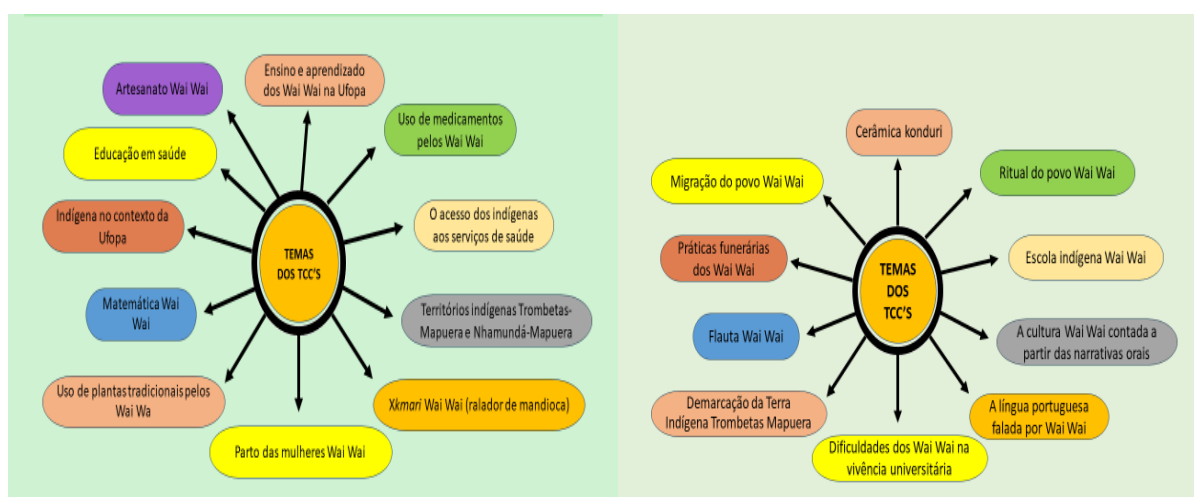 Ensino e aprendizado
dos Wai Wai na Ufopa
Artesanato Wai Wai
Uso de medicamentos
pelos Wai Wai
Educação em saúde
O acesso dos indígenas
aos serviços de saúde
Indígena no contexto da
Ufopa
TEMAS
DOS TCC'S
Matemática Wai
Wai
Territórios indígenas Trombetas-
Mapuera e Nhamundá-Mapuera
Uso de plantas tradicionais pelos
Wai Wa
Xkmari Wai Wai (ralador de mandioca)
Parto das mulheres Wai Wai
Cerâmica konduri
Migração do povo Wai Wai
Ritual do povo Wai Wai
Práticas funerárias
dos Wai Wai
Escola indígena Wai Wai
TEMAS
DOS
TCC'S
Flauta Wai Wai
A cultura Wai Wai contada a
partir das narrativas orais
Demarcação da Terra
Indígena Trombetas Mapuera
A língua portuguesa
falada por Wai Wai
Dificuldades dos Wai Wai na
vivência universitária